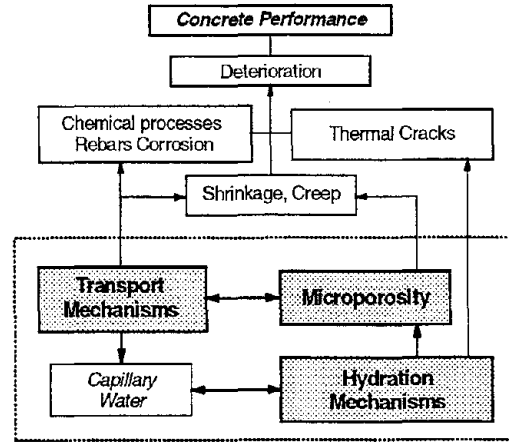 Concrete Performance
Deterioration
Chemical processes
Rebars Corrosion
Thermal Cracks
Shrinkage, Creep
Transport
Mechanisms
Microporosity
Capillary
Water
Hydration
Mechanisms